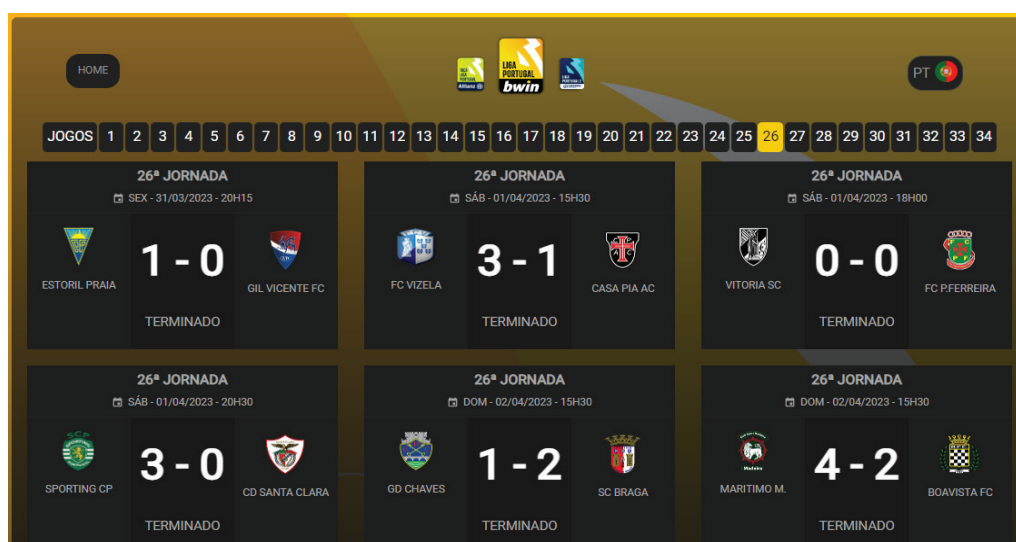 HOME
LIGA PORTUGAL bwin
PT
JOGOS 1 2 3 4 5 6 7 8 9 10 11 12 13 14 15 16 17 18 19 20 21 22 23 24 25 26 27 28 29 30 31 32 33 34
26ª JORNADA
SEX - 31/03/2023 - 20H15
1 - 0
ESTORIL PRAIA
GIL VICENTE FC
TERMINADO
26ª JORNADA
SÁB - 01/04/2023 - 15H30
3 - 1
FC VIZELA
CASA PIA AC
TERMINADO
26ª JORNADA
SÁB - 01/04/2023 - 18H00
0 - 0
VITORIA SC
FC P.FERREIRA
TERMINADO
26ª JORNADA
SÁB - 01/04/2023 - 20H30
3 - 0
SPORTING CP
CD SANTA CLARA
TERMINADO
26ª JORNADA
DOM - 02/04/2023 - 15H30
1 - 2
GD CHAVES
SC BRAGA
TERMINADO
26ª JORNADA
DOM - 02/04/2023 - 15H30
4 - 2
MARITIMO M.
BOAVISTA FC
TERMINADO